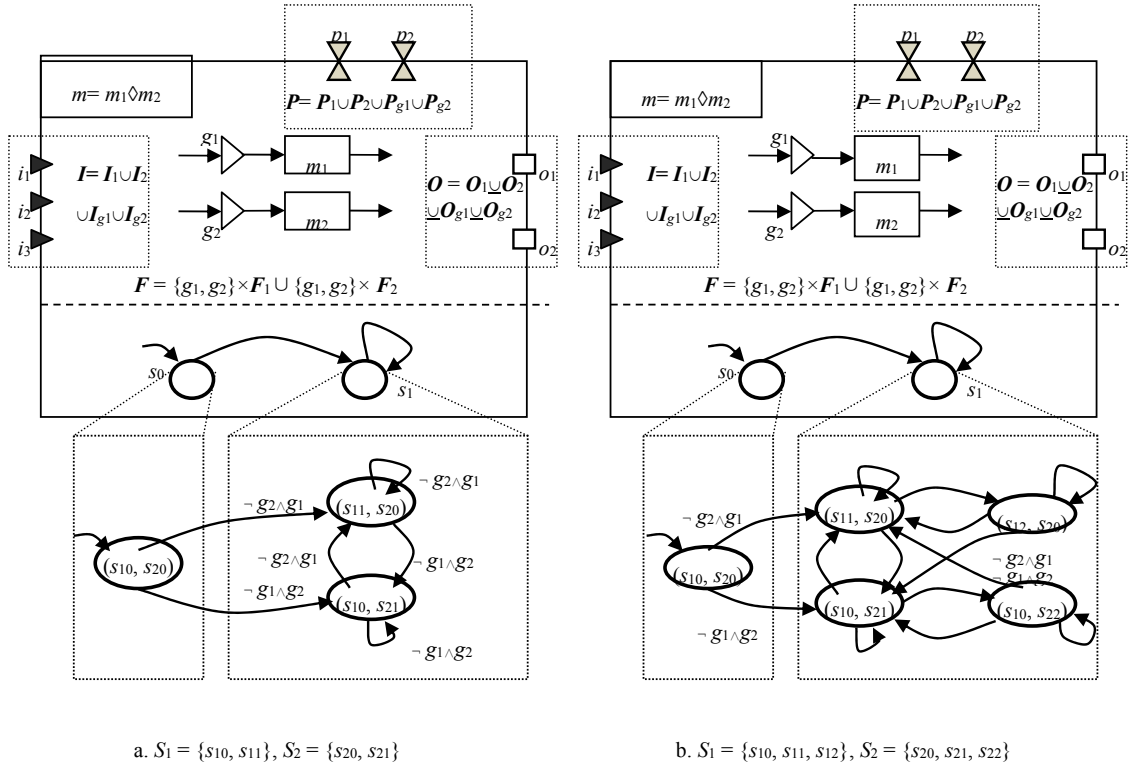 p1 p2
m= m1◊m2
P= P1∪P2∪Pg1∪Pg2
g1
i1
I= I1∪I2
m1
O = O1∪O2
o1
i2
∪Ig1∪Ig2
∪Og1∪Og2
g2
m2
i3
o2
F = {g1, g2}×F1 ∪ {g1, g2}× F2
s0
s1
¬ g2∧g1
¬ g2∧g1
(s11, s20)
(s10, s20)
¬ g2∧g1
¬ g1∧g2
¬ g1∧g2
(s10, s21)
¬ g1∧g2
a. S1 = {s10, s11}, S2 = {s20, s21}
p1 p2
m= m1◊m2
P= P1∪P2∪Pg1∪Pg2
g1
i1
I= I1∪I2
m1
O = O1∪O2
o1
i2
∪Ig1∪Ig2
∪Og1∪Og2
g2
m2
i3
o2
F = {g1, g2}×F1 ∪ {g1, g2}× F2
s0
s1
¬ g2∧g1
(s11, s20)
(s12, s20)
(s10, s20)
¬ g2∧g1
¬ g1∧g2
(s10, s21)
(s10, s22)
¬ g1∧g2
b. S1 = {s10, s11, s12}, S2 = {s20, s21, s22}